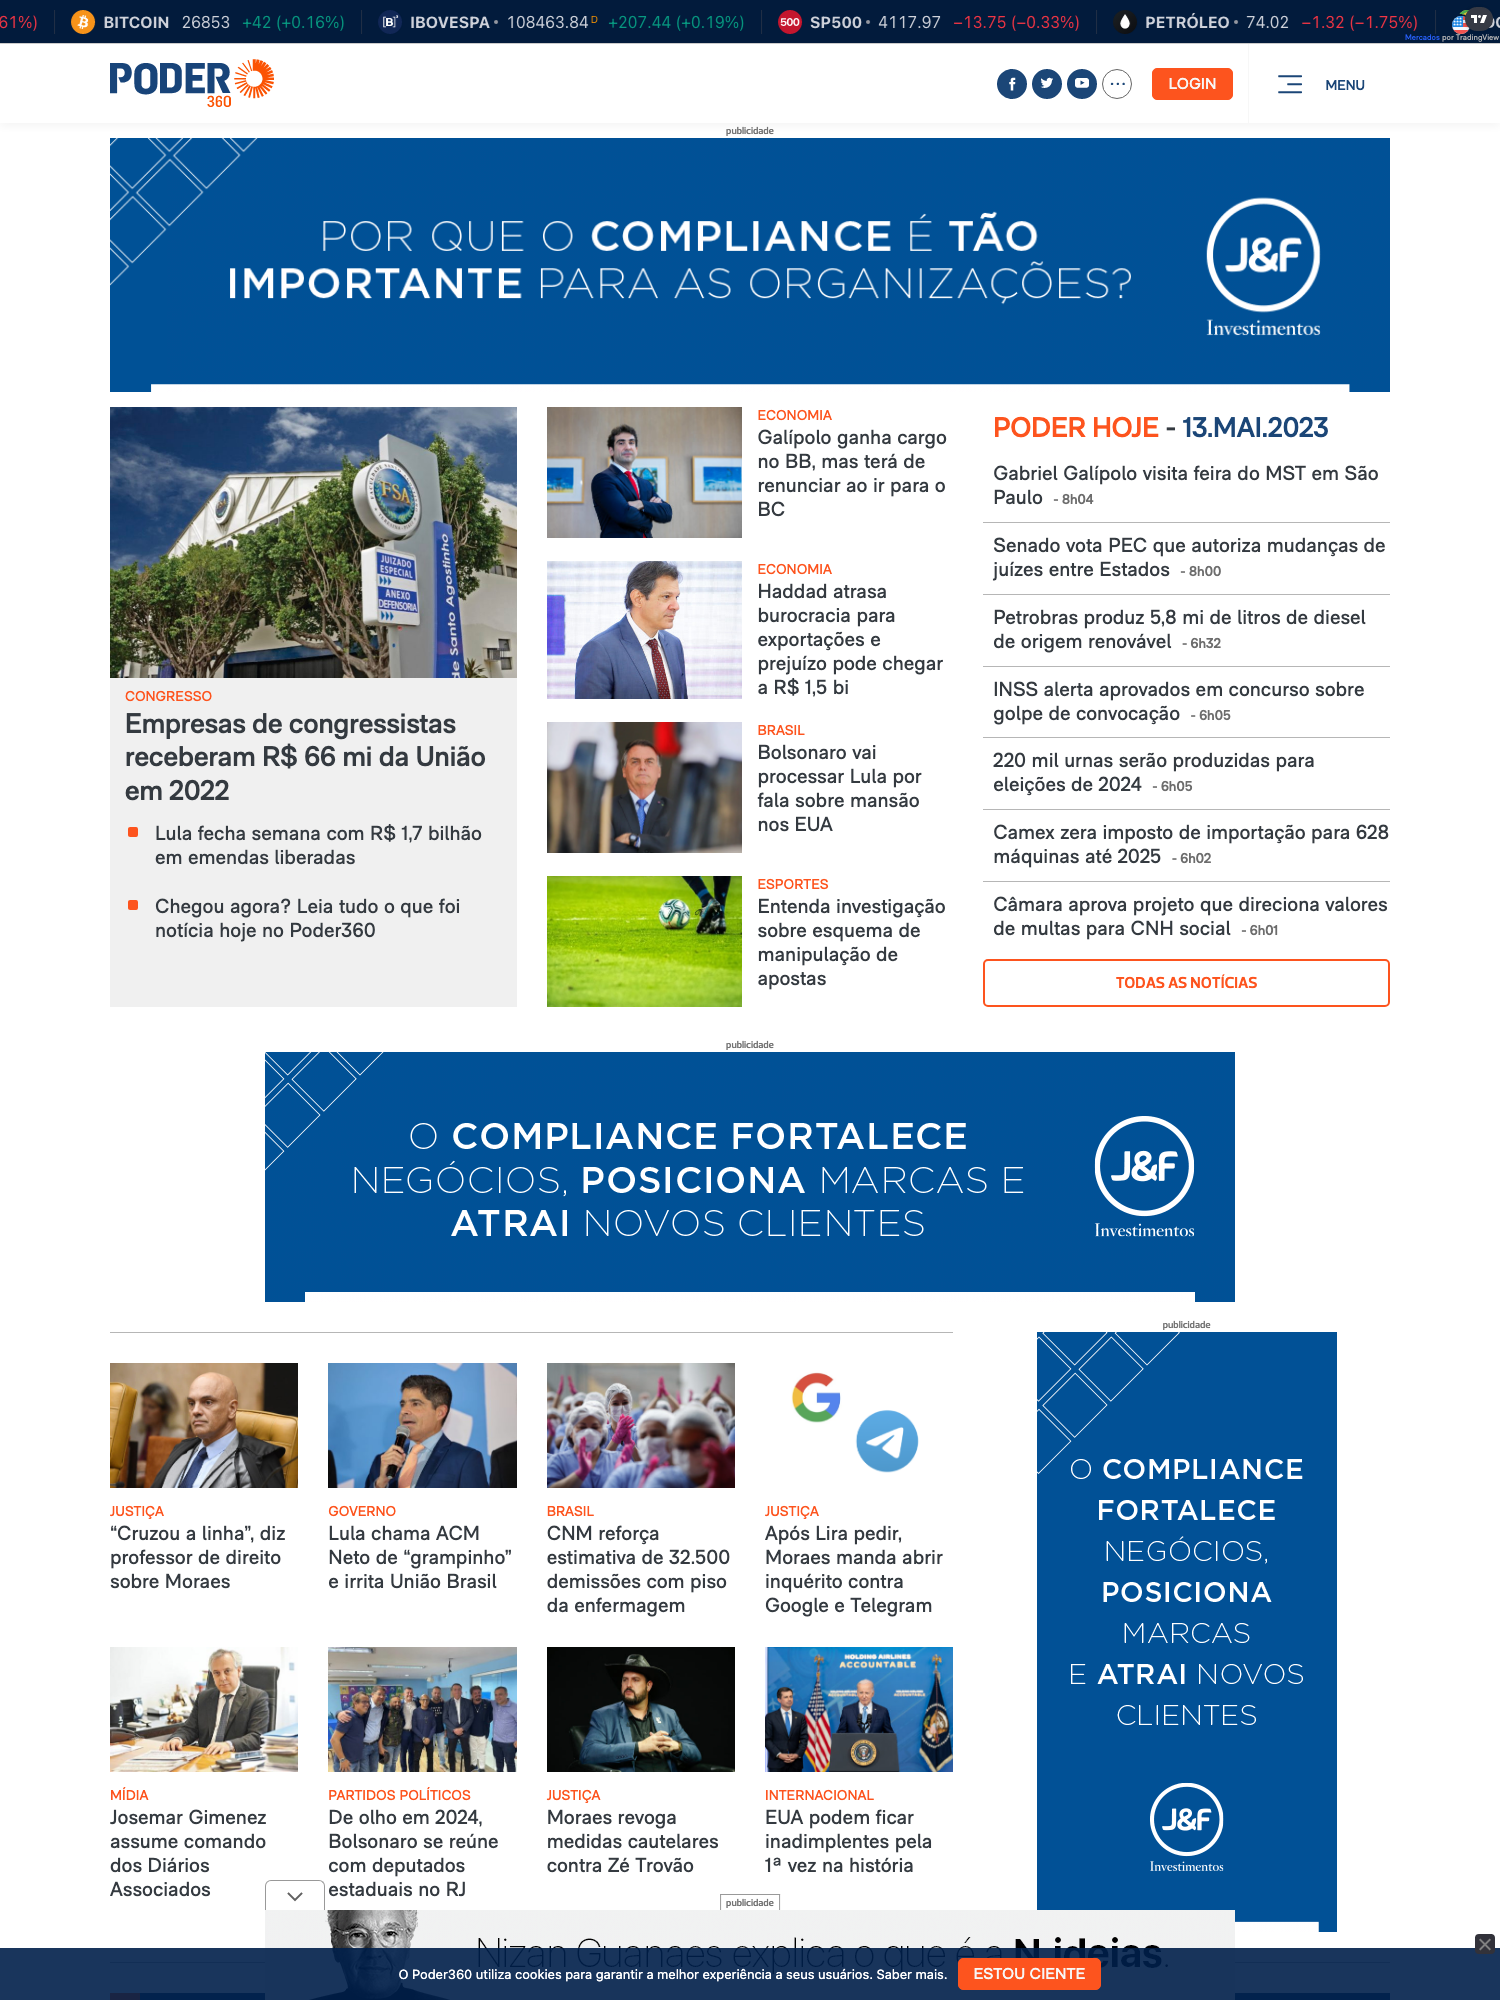 61%)
BITCOIN 26853 +42 (+0.16%)
IBOVESPA 108463.84 D +207.44 (+0.19%)
500 SP500 4117.97 −13.75 (−0.33%)
PETRÓLEO 74.02 −1.32 (−1.75%)
Mercados por TradingView
PODER
360
LOGIN
MENU
publicidade
POR QUE O COMPLIANCE É TÃO
IMPORTANTE PARA AS ORGANIZAÇÕES?
J&F
Investimentos
FSA
JUIZADO
ESPECIAL
ANEXO
DEFENSORIA
de Santo Agostinho
CONGRESSO
Empresas de congressistas
receberam R$ 66 mi da União
em 2022
Lula fecha semana com R$ 1,7 bilhão
em emendas liberadas
Chegou agora? Leia tudo o que foi
notícia hoje no Poder360
ECONOMIA
Galípolo ganha cargo
no BB, mas terá de
renunciar ao ir para o
BC
ECONOMIA
Haddad atrasa
burocracia para
exportações e
prejuízo pode chegar
a R$ 1,5 bi
BRASIL
Bolsonaro vai
processar Lula por
fala sobre mansão
nos EUA
ESPORTES
Entenda investigação
sobre esquema de
manipulação de
apostas
PODER HOJE - 13.MAI.2023
Gabriel Galípolo visita feira do MST em São
Paulo - 8h04
Senado vota PEC que autoriza mudanças de
juízes entre Estados - 8h00
Petrobras produz 5,8 mi de litros de diesel
de origem renovável - 6h32
INSS alerta aprovados em concurso sobre
golpe de convocação - 6h05
220 mil urnas serão produzidas para
eleições de 2024 - 6h05
Camex zera imposto de importação para 628
máquinas até 2025 - 6h02
Câmara aprova projeto que direciona valores
de multas para CNH social - 6h01
TODAS AS NOTÍCIAS
publicidade
O COMPLIANCE FORTALECE
NEGÓCIOS, POSICIONA MARCAS E
ATRAI NOVOS CLIENTES
J&F
Investimentos
publicidade
O COMPLIANCE
FORTALECE
NEGÓCIOS,
POSICIONA
MARCAS
E ATRAI NOVOS
CLIENTES
J&F
Investimentos
JUSTIÇA
“Cruzou a linha”, diz
professor de direito
sobre Moraes
GOVERNO
Lula chama ACM
Neto de “grampinho”
e irrita União Brasil
BRASIL
CNM reforça
estimativa de 32.500
demissões com piso
da enfermagem
JUSTIÇA
Após Lira pedir,
Moraes manda abrir
inquérito contra
Google e Telegram
HOLDING AIRLINES
ACCOUNTABLE
MÍDIA
Josemar Gimenez
assume comando
dos Diários
Associados
PARTIDOS POLÍTICOS
De olho em 2024,
Bolsonaro se reúne
com deputados
estaduais no RJ
JUSTIÇA
Moraes revoga
medidas cautelares
contra Zé Trovão
INTERNACIONAL
EUA podem ficar
inadimplentes pela
1ª vez na história
publicidade
Nizan Guanaes explica o que é a N ideias.
O Poder360 utiliza cookies para garantir a melhor experiência a seus usuários. Saber mais.
ESTOU CIENTE